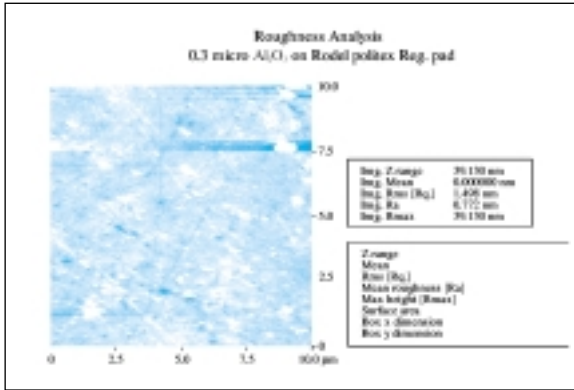 Roughness Analysis
0.3 micro Al₂O₃ on Rodel politex Reg. pad
10.0
7.5
5.0
2.5
0
0 2.5 5.0 7.5 10.0 µm
Img. Z range 39.130 nm
Img. Mean 0.000000 nm
Img. Rms [Rq] 1.498 nm
Img. Ra 0.772 nm
Img. Rmax 39.130 nm
Z range
Mean
Rms [Rq]
Mean roughness [Ra]
Max height [Rmax]
Surface area
Box x dimension
Box y dimension